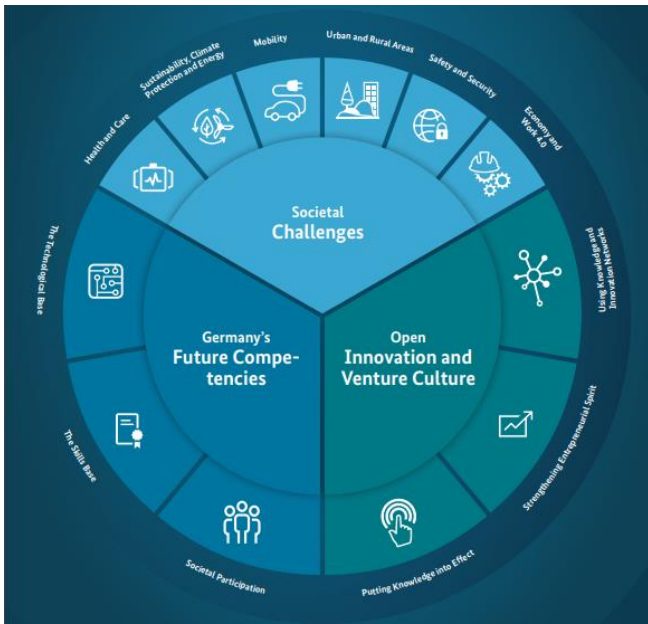 Health and Care
Sustainability, Climate
Protection and Energy
Mobility
Urban and Rural Areas
Safety and Security
Economy and
Work 4.0
Societal
Challenges
The Technological Base
Using Knowledge and
Innovation Networks
Germany's
Future Compe-
tencies
Open
Innovation and
Venture Culture
The Skills Base
Strengthening Entrepreneurial Spirit
Societal Participation
Putting Knowledge into Effect